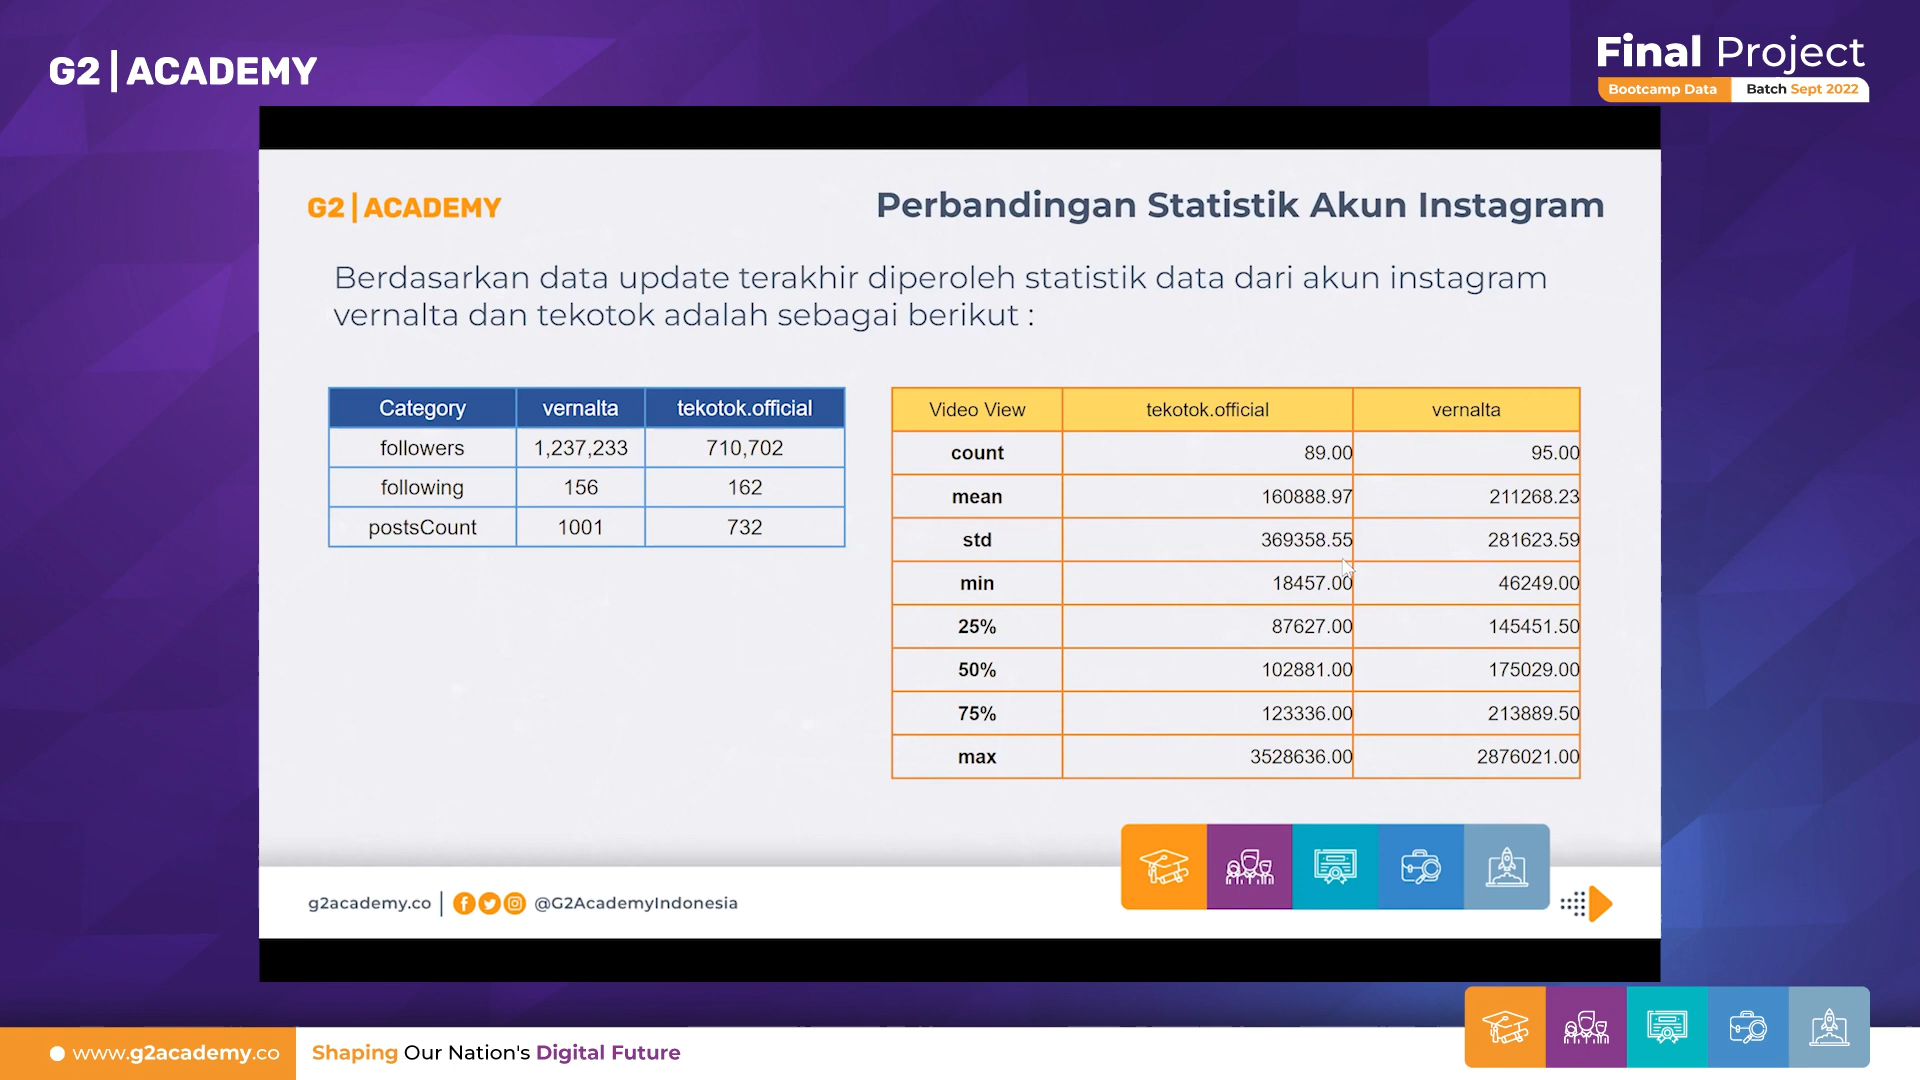 G2 | ACADEMY
Final Project
Bootcamp Data Batch Sept 2022
G2 | ACADEMY
Perbandingan Statistik Akun Instagram
Berdasarkan data update terakhir diperoleh statistik data dari akun instagram
vernalta dan tekotok adalah sebagai berikut :
Category vernalta tekotok.official
followers 1,237,233 710,702
following 156 162
postsCount 1001 732
Video View tekotok.official vernalta
count 89.00 95.00
mean 160888.97 211268.23
std 369358.55 281623.59
min 18457.00 46249.00
25% 87627.00 145451.50
50% 102881.00 175029.00
75% 123336.00 213889.50
max 3528636.00 2876021.00
g2academy.co | @G2AcademyIndonesia
www.g2academy.co Shaping Our Nation's Digital Future